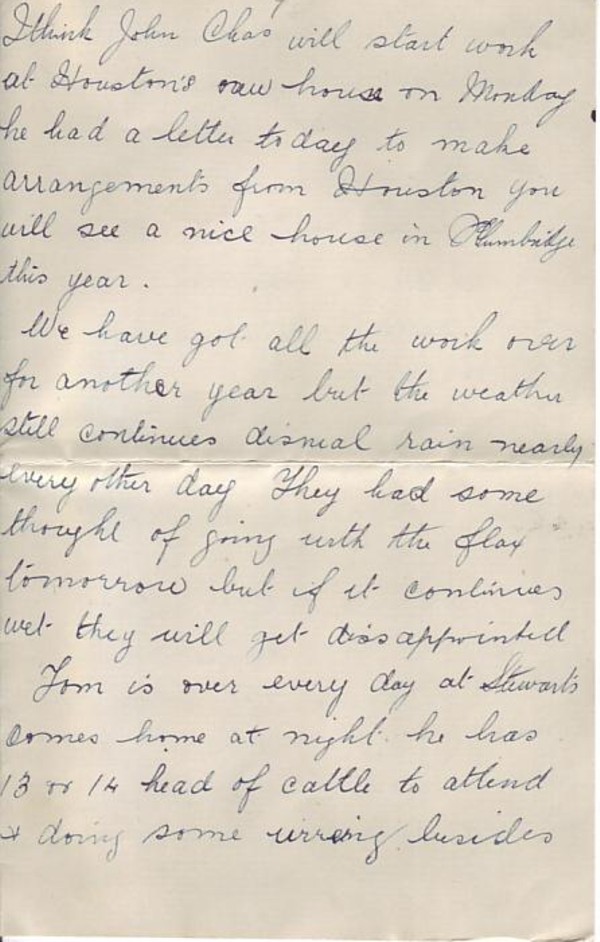 I think John Chas will start work
at Houston's own house on Monday
he had a letter today to make
arrangements from Houston you
will see a nice house in Plumbridge
this year.
We have got all the work over
for another year but the weather
still continues dismal rain nearly
every other day They had some
thought of going with the flax
tomorrow but if it continues
wet they will get dissappointed
Tom is over every day at Stewarts
comes home at night he has
13 or 14 head of cattle to attend
& doing some wireing besides